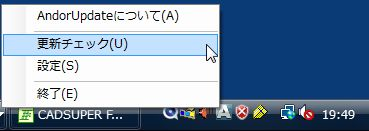 AndorUpdateについて(A)
更新チェック(U)
設定(S)
終了(E)
CADSUPER F...
A
19:49